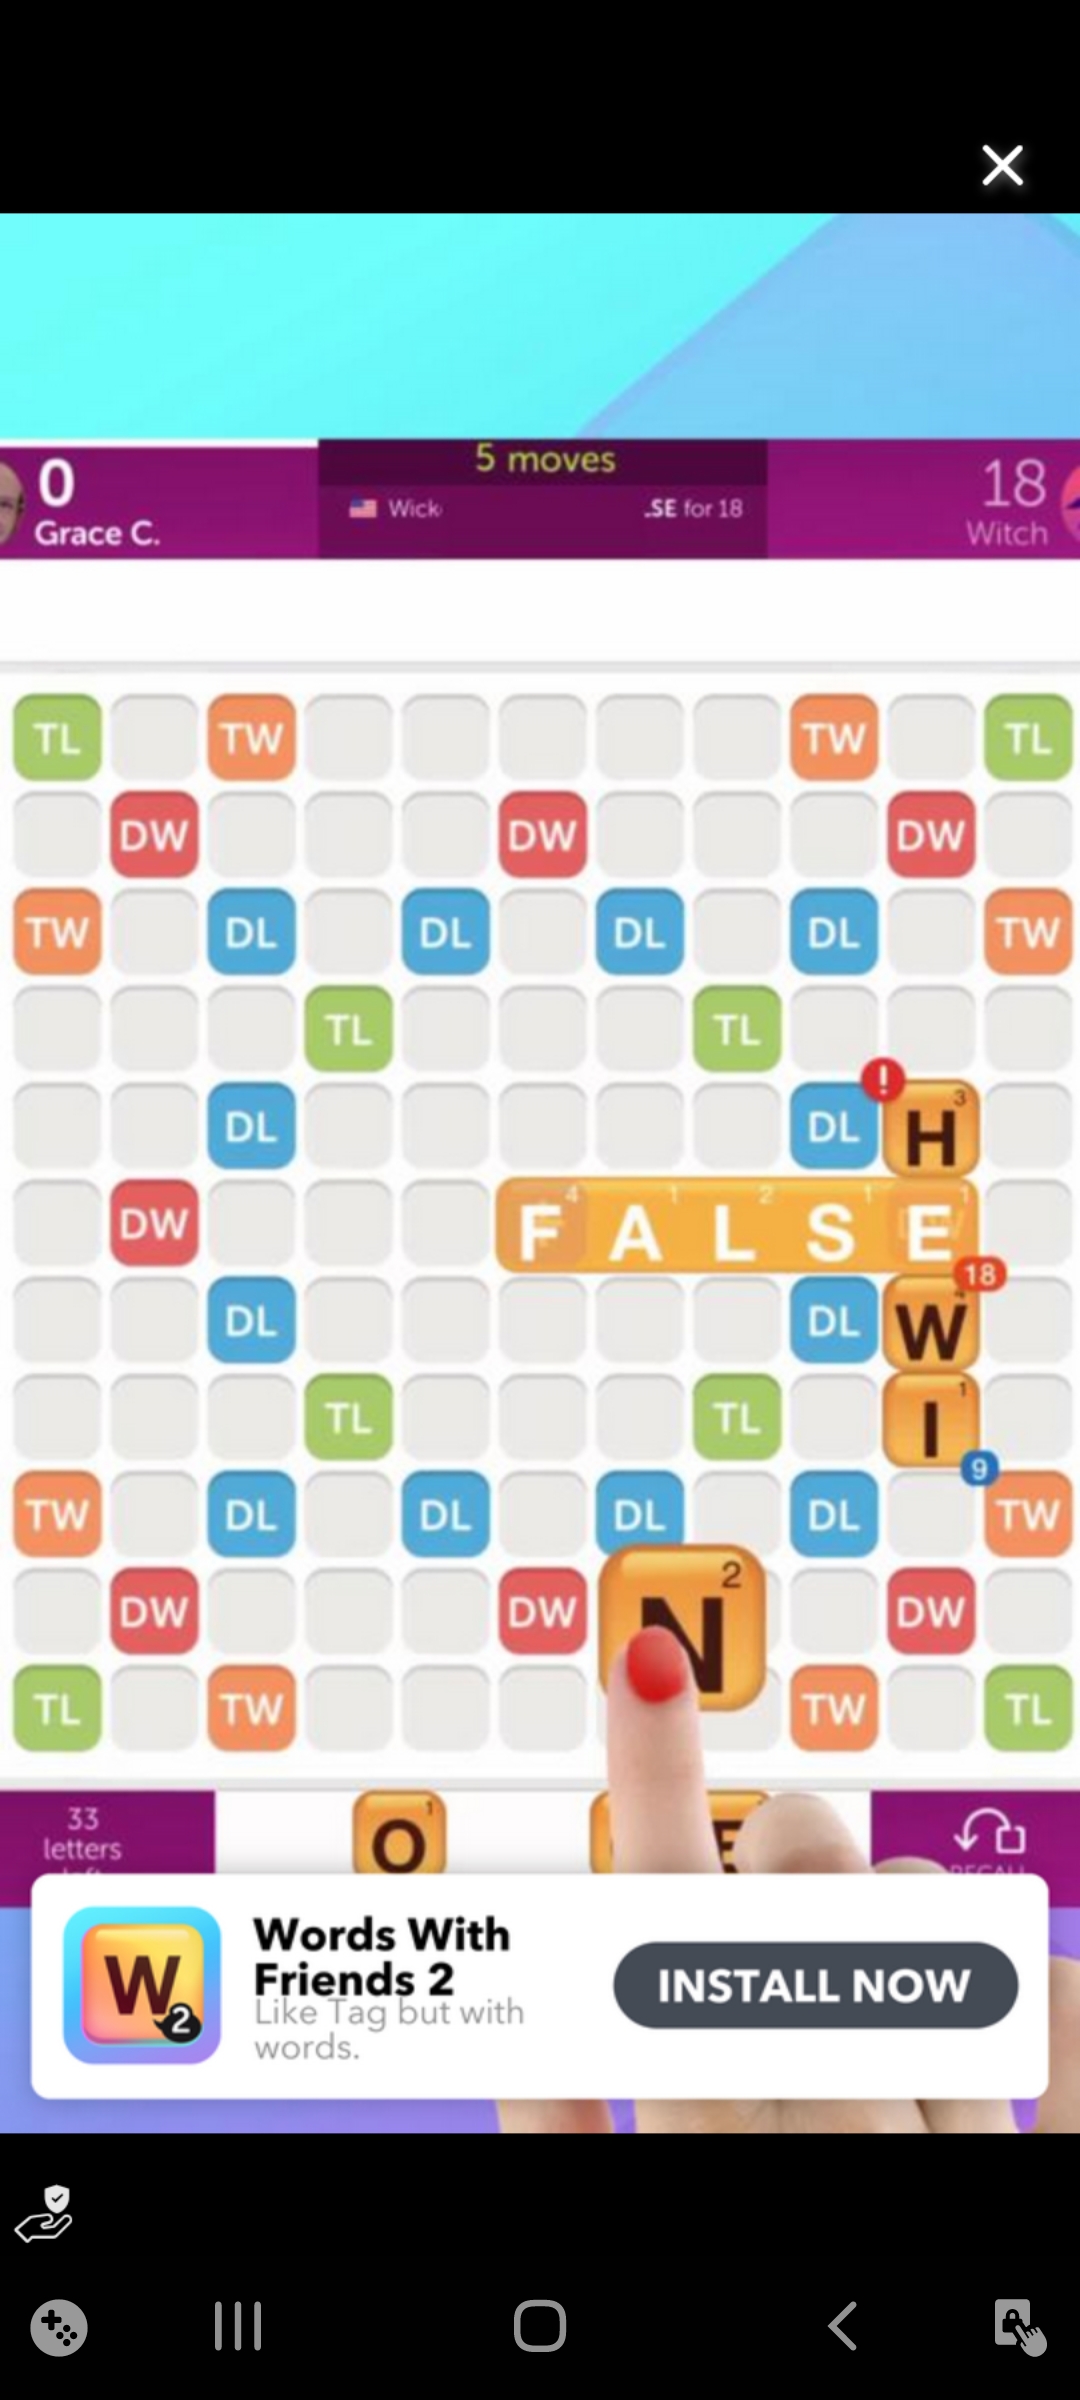 0
Grace C.
5 moves
Wick
.SE for 18
18
Witch
TL TW TW TL
DW DW DW
TW DL DL DL DL TW
TL TL
! DL DL H 3
DW F 4 A 1 L 2 S 1 E 1
18
DL DL W 4
TL TL I 1
9
TW DL DL DL DL TW
DW DW N 2 DW
TL TW TW TL
33
letters
left
O 1 E
RECALL
W 2
Words With
Friends 2
Like Tag but with
words.
INSTALL NOW